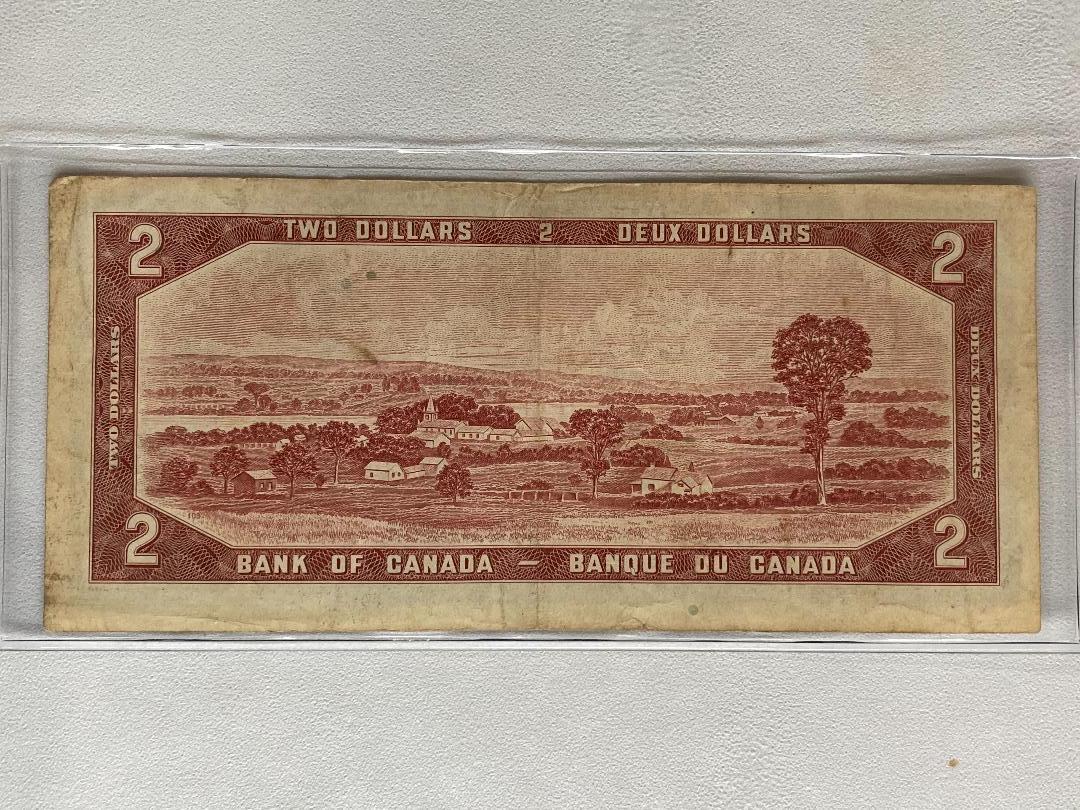 TWO DOLLARS 2 DEUX DOLLARS
2 2
TWO DOLLARS
DEUX DOLLARS
2 2
BANK OF CANADA — BANQUE DU CANADA